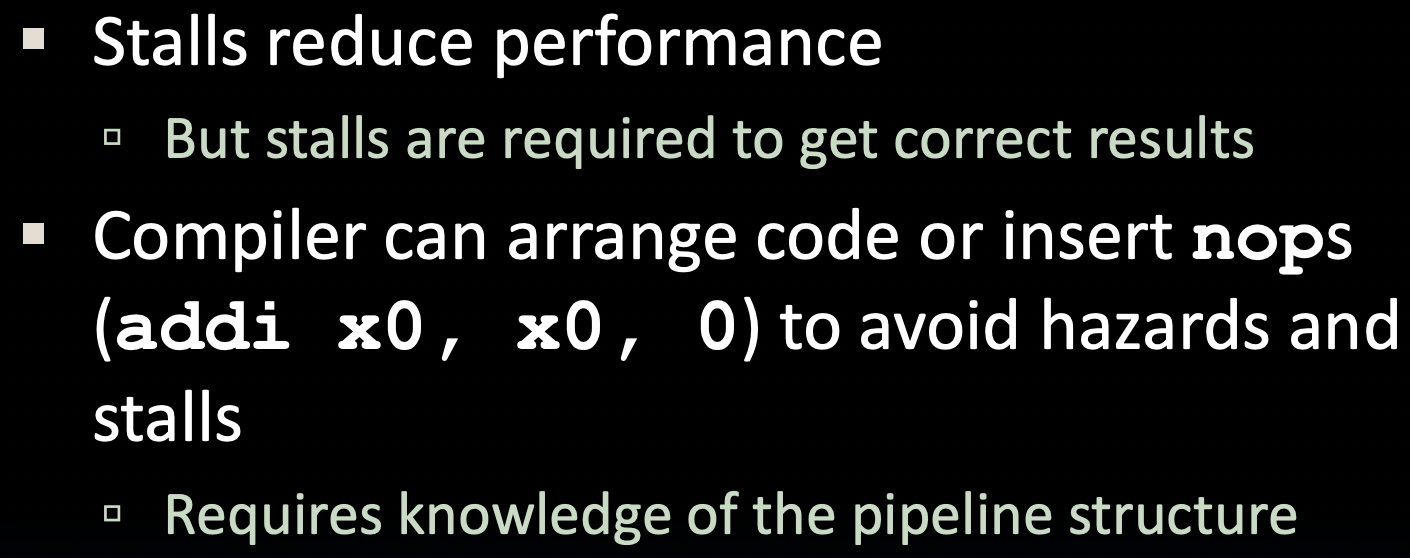 Stalls reduce performance
But stalls are required to get correct results
Compiler can arrange code or insert nops
(addi x0, x0, 0) to avoid hazards and
stalls
Requires knowledge of the pipeline structure